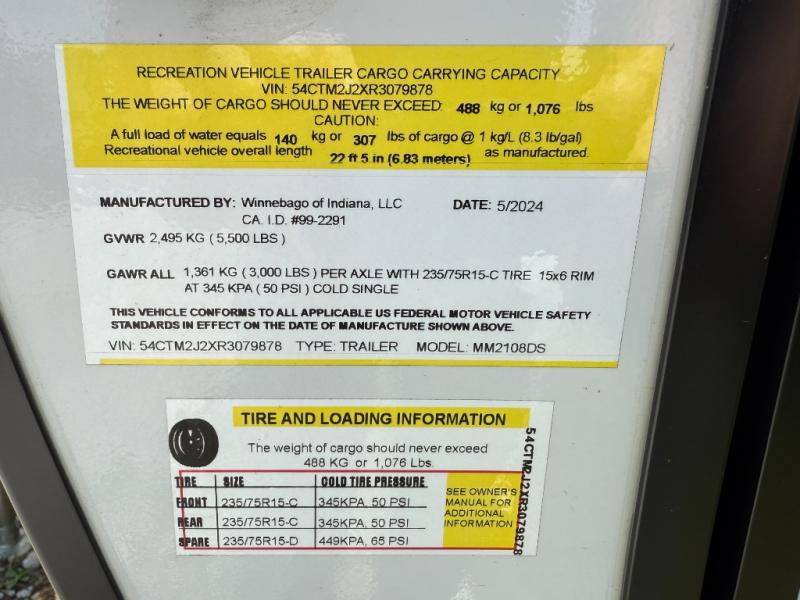 RECREATION VEHICLE TRAILER CARGO CARRYING CAPACITY
VIN: 54CTM2J2XR3079878
THE WEIGHT OF CARGO SHOULD NEVER EXCEED: 488 kg or 1,076 lbs
CAUTION:
A full load of water equals 140 kg or 307 lbs of cargo @ 1 kg/L (8.3 lb/gal)
Recreational vehicle overall length 22 ft 5 in (6.83 meters) as manufactured.
MANUFACTURED BY: Winnebago of Indiana, LLC DATE: 5/2024
CA. I.D. #99-2291
GVWR 2,495 KG ( 5,500 LBS )
GAWR ALL 1,361 KG ( 3,000 LBS ) PER AXLE WITH 235/75R15-C TIRE 15x6 RIM
AT 345 KPA ( 50 PSI ) COLD SINGLE
THIS VEHICLE CONFORMS TO ALL APPLICABLE US FEDERAL MOTOR VEHICLE SAFETY
STANDARDS IN EFFECT ON THE DATE OF MANUFACTURE SHOWN ABOVE.
VIN: 54CTM2J2XR3079878 TYPE: TRAILER MODEL: MM2108DS
TIRE AND LOADING INFORMATION
The weight of cargo should never exceed
488 KG or 1,076 Lbs.
TIRE SIZE COLD TIRE PRESSURE
FRONT 235/75R15-C 345KPA, 50 PSI
REAR 235/75R15-C 345KPA, 50 PSI
SPARE 235/75R15-D 449KPA, 65 PSI
SEE OWNER'S
MANUAL FOR
ADDITIONAL
INFORMATION
54CTM2J2XR3079878